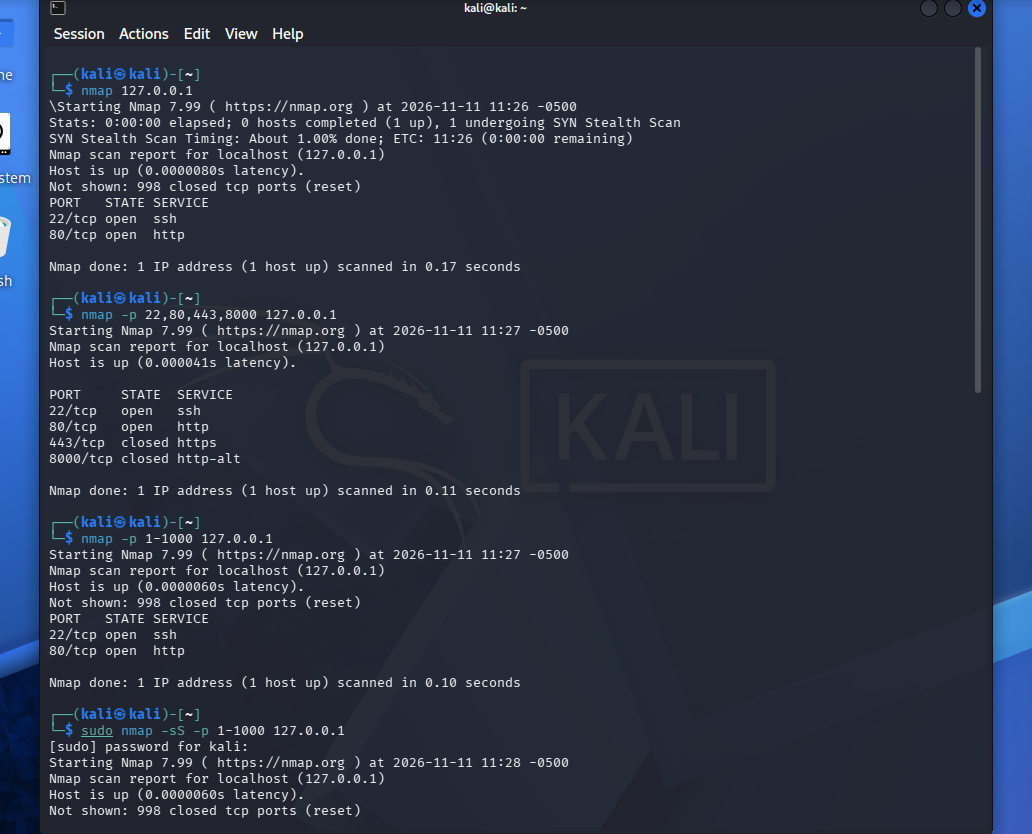 kali@kali: ~
Session Actions Edit View Help
┌──(kali㉿kali)-[~]
└─$ nmap 127.0.0.1
\Starting Nmap 7.99 ( https://nmap.org ) at 2026-11-11 11:26 -0500
Stats: 0:00:00 elapsed; 0 hosts completed (1 up), 1 undergoing SYN Stealth Scan
SYN Stealth Scan Timing: About 1.00% done; ETC: 11:26 (0:00:00 remaining)
Nmap scan report for localhost (127.0.0.1)
Host is up (0.0000080s latency).
Not shown: 998 closed tcp ports (reset)
PORT   STATE SERVICE
22/tcp open  ssh
80/tcp open  http
Nmap done: 1 IP address (1 host up) scanned in 0.17 seconds
┌──(kali㉿kali)-[~]
└─$ nmap -p 22,80,443,8000 127.0.0.1
Starting Nmap 7.99 ( https://nmap.org ) at 2026-11-11 11:27 -0500
Nmap scan report for localhost (127.0.0.1)
Host is up (0.000041s latency).
PORT     STATE  SERVICE
22/tcp   open   ssh
80/tcp   open   http
443/tcp  closed https
8000/tcp closed http-alt
Nmap done: 1 IP address (1 host up) scanned in 0.11 seconds
┌──(kali㉿kali)-[~]
└─$ nmap -p 1-1000 127.0.0.1
Starting Nmap 7.99 ( https://nmap.org ) at 2026-11-11 11:27 -0500
Nmap scan report for localhost (127.0.0.1)
Host is up (0.0000060s latency).
Not shown: 998 closed tcp ports (reset)
PORT   STATE SERVICE
22/tcp open  ssh
80/tcp open  http
Nmap done: 1 IP address (1 host up) scanned in 0.10 seconds
┌──(kali㉿kali)-[~]
└─$ sudo nmap -sS -p 1-1000 127.0.0.1
[sudo] password for kali:
Starting Nmap 7.99 ( https://nmap.org ) at 2026-11-11 11:28 -0500
Nmap scan report for localhost (127.0.0.1)
Host is up (0.0000060s latency).
Not shown: 998 closed tcp ports (reset)
KALI
ne
stem
sh